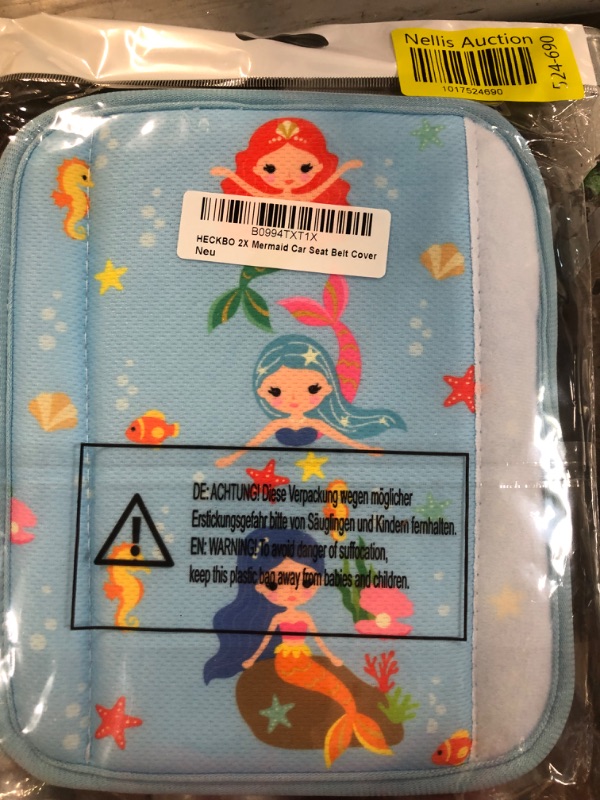 Nellis Auction
1017524690
524-690
B0994TXT1X
HECKBO 2X Mermaid Car Seat Belt Cover
Neu
DE: ACHTUNG! Diese Verpackung wegen möglicher
Erstickungsgefahr bitte von Säuglingen und Kindern fernhalten.
EN: WARNING! To avoid danger of suffocation,
keep this plastic bag away from babies and children.